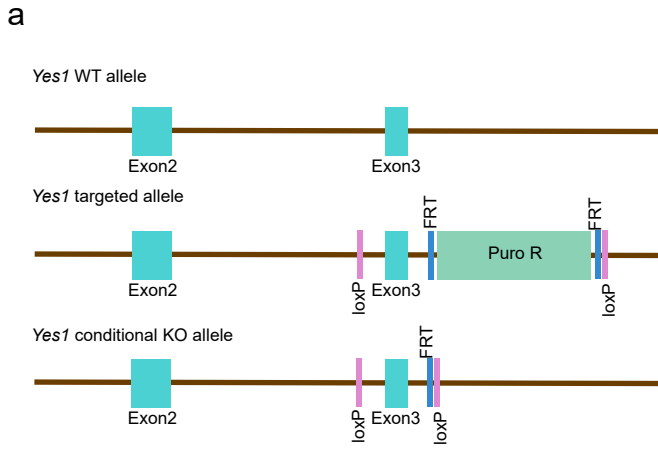 a
Yes1 WT allele
Exon2
Exon3
Yes1 targeted allele
FRT
FRT
Puro R
Exon2
loxP
Exon3
loxP
Yes1 conditional KO allele
FRT
Exon2
loxP
Exon3
loxP